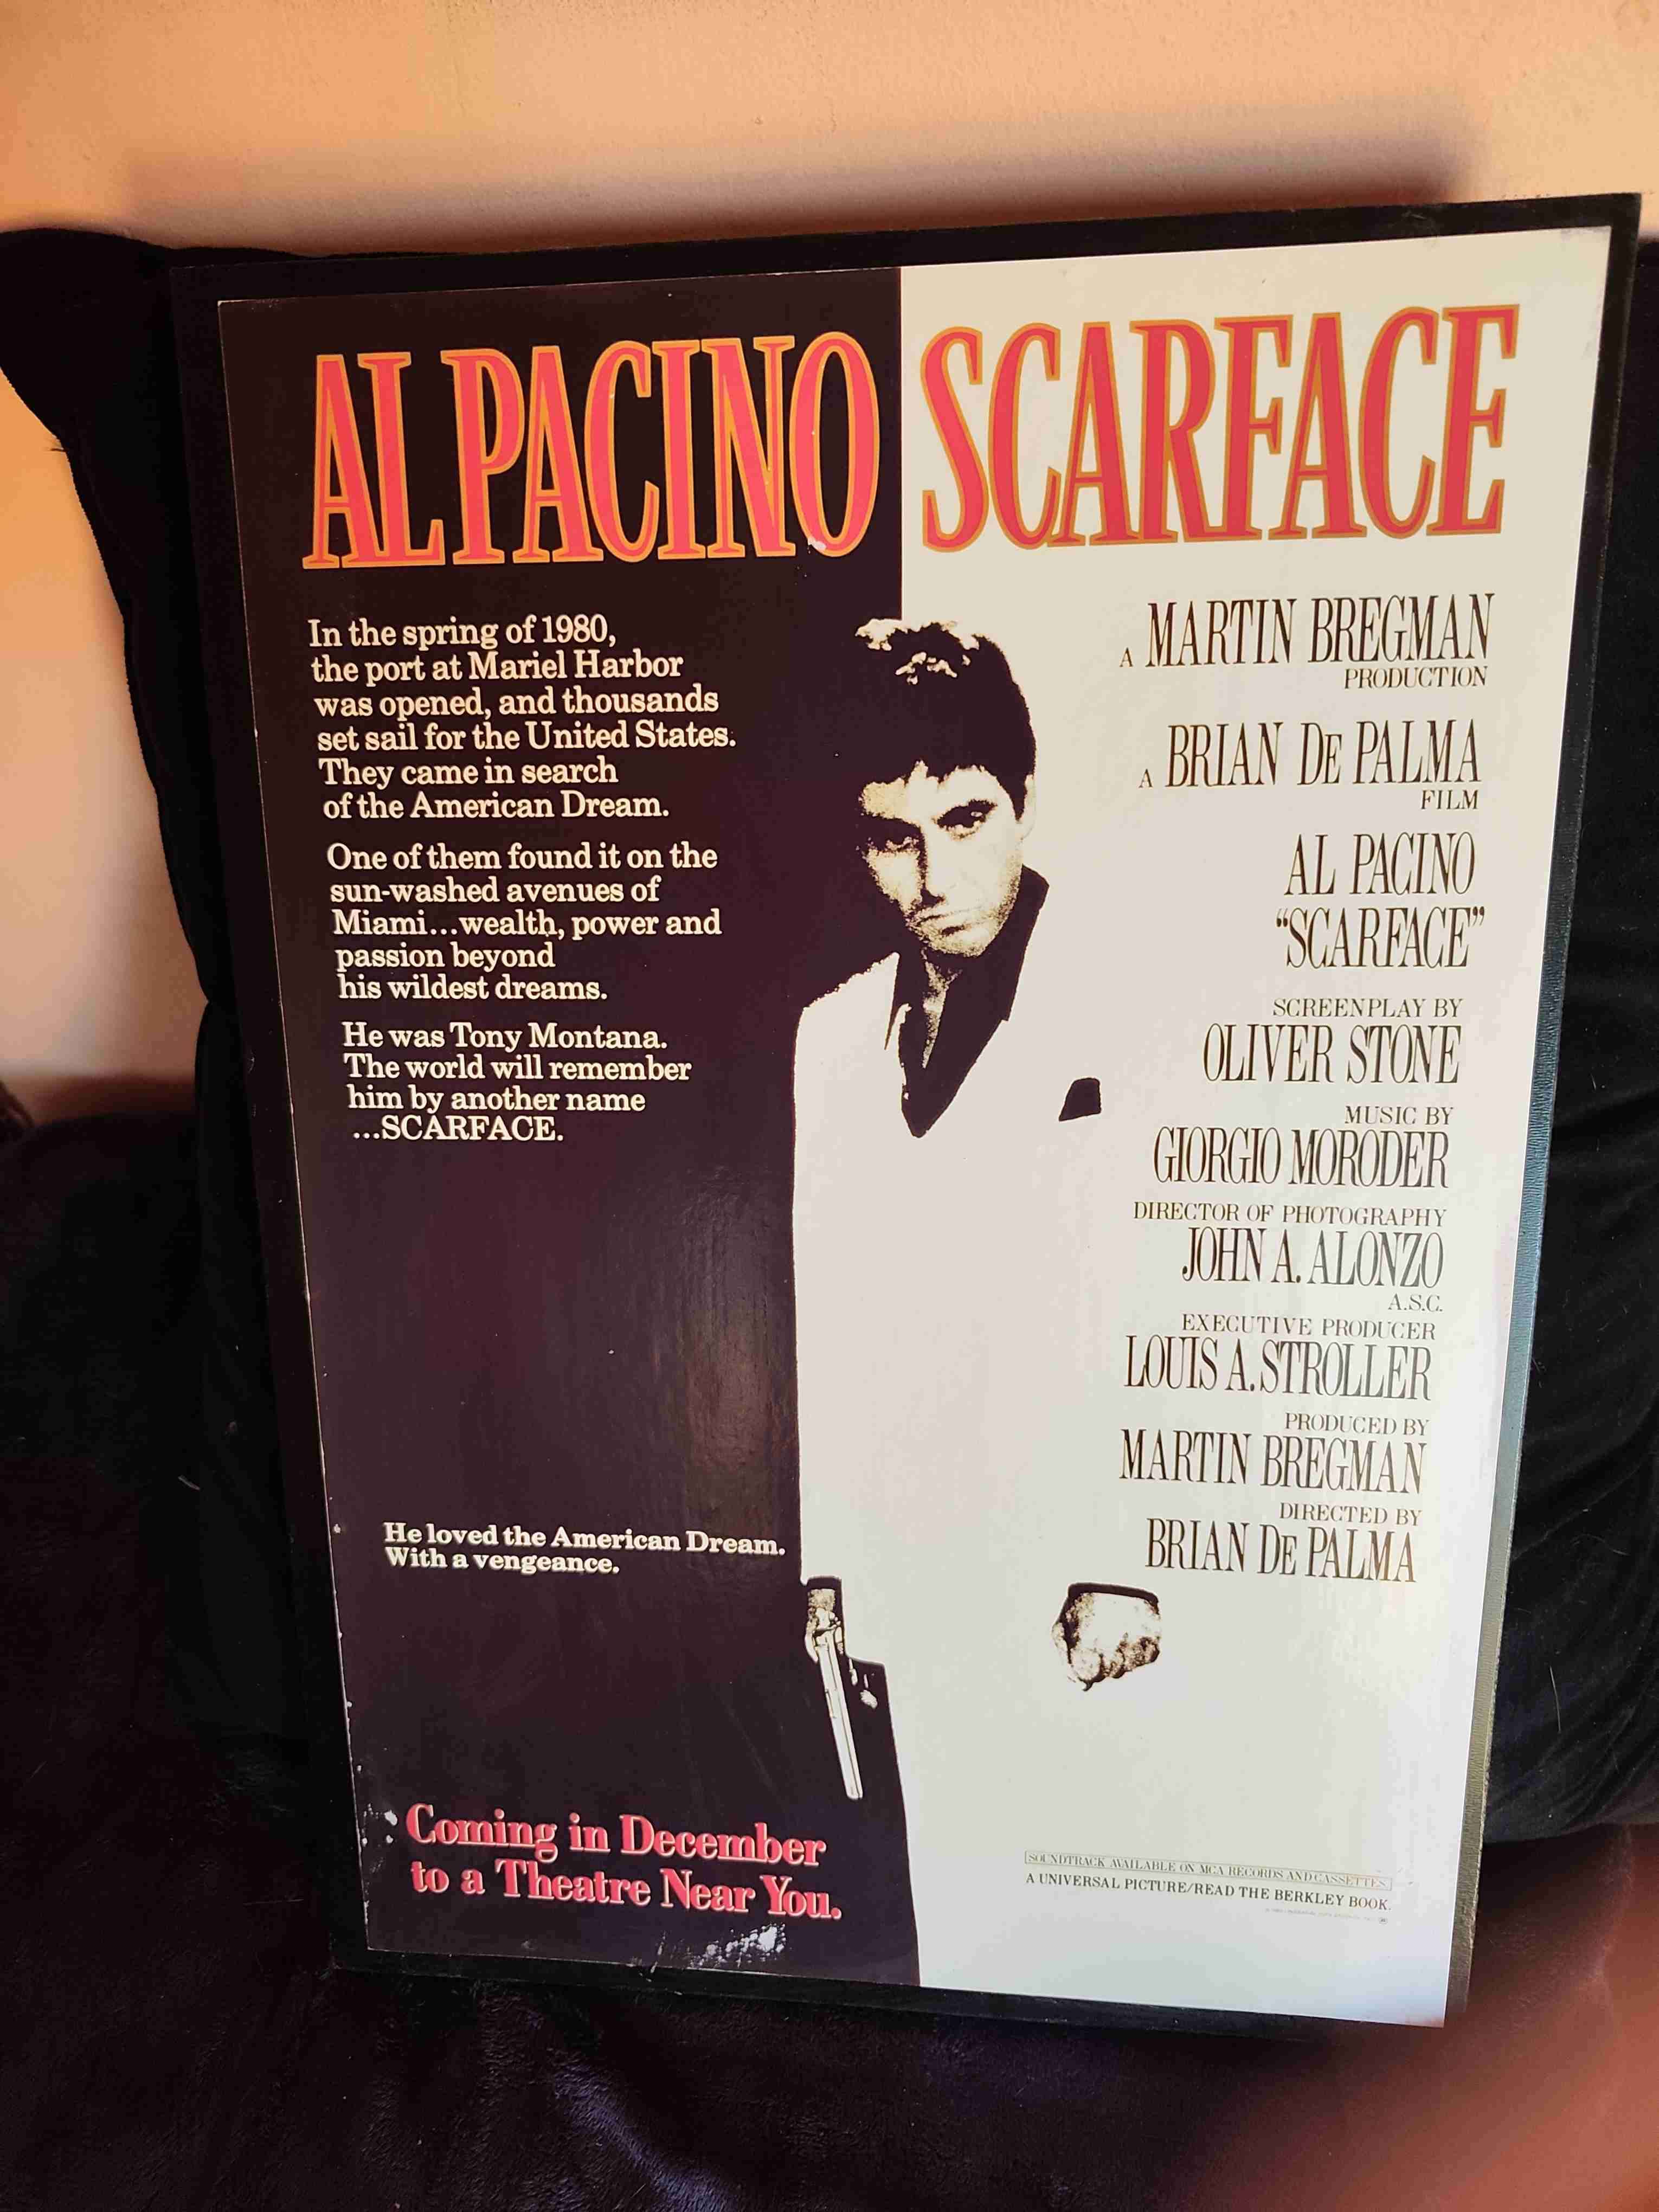 AL PACINO SCARFACE
In the spring of 1980,
the port at Mariel Harbor
was opened, and thousands
set sail for the United States.
They came in search
of the American Dream.
One of them found it on the
sun-washed avenues of
Miami...wealth, power and
passion beyond
his wildest dreams.
He was Tony Montana.
The world will remember
him by another name
...SCARFACE.
He loved the American Dream.
With a vengeance.
Coming in December
to a Theatre Near You.
A MARTIN BREGMAN
PRODUCTION
A BRIAN DE PALMA
FILM
AL PACINO
“SCARFACE”
SCREENPLAY BY
OLIVER STONE
MUSIC BY
GIORGIO MORODER
DIRECTOR OF PHOTOGRAPHY
JOHN A. ALONZO
A.S.C.
EXECUTIVE PRODUCER
LOUIS A. STROLLER
PRODUCED BY
MARTIN BREGMAN
DIRECTED BY
BRIAN DE PALMA
SOUNDTRACK AVAILABLE ON MCA RECORDS AND CASSETTES
A UNIVERSAL PICTURE/READ THE BERKLEY BOOK.